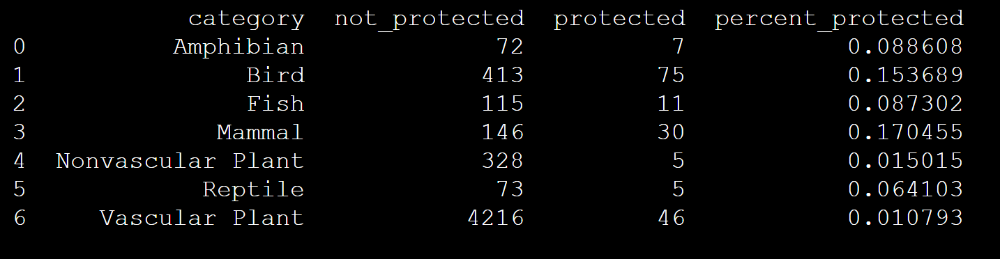 category not_protected protected percent_protected
0 Amphibian 72 7 0.088608
1 Bird 413 75 0.153689
2 Fish 115 11 0.087302
3 Mammal 146 30 0.170455
4 Nonvascular Plant 328 5 0.015015
5 Reptile 73 5 0.064103
6 Vascular Plant 4216 46 0.010793